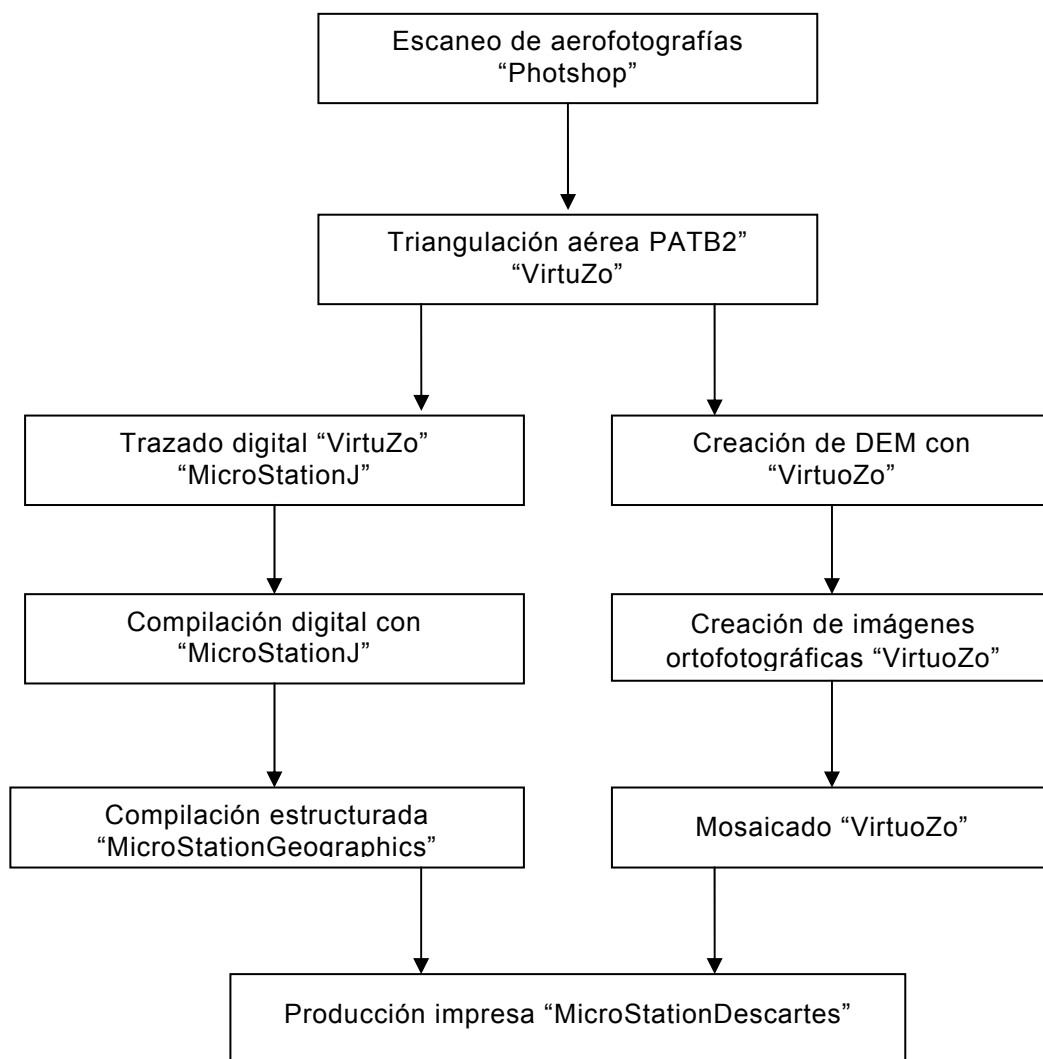 Escaneo de aerofotografías
“Photshop”
Triangulación aérea PATB2”
“VirtuZo”
Trazado digital “VirtuZo”
“MicroStationJ”
Creación de DEM con
“VirtuoZo”
Compilación digital con
“MicroStationJ”
Creación de imágenes
ortofotográficas “VirtuoZo”
Compilación estructurada
“MicroStationGeographics”
Mosaicado “VirtuoZo”
Producción impresa “MicroStationDescartes”